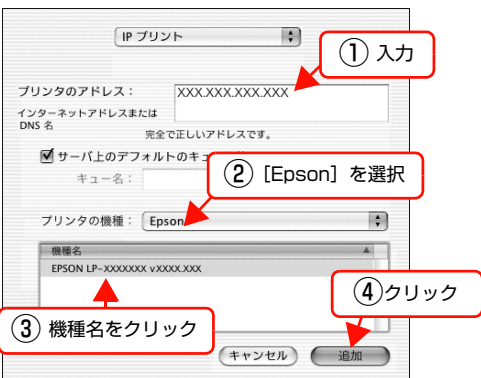 IP プリント
① 入力
プリンタのアドレス：
XXX.XXX.XXX.XXX
インターネットアドレスまたは
DNS 名
完全で正しいアドレスです。
サーバ上のデフォルトのキュー
② [Epson] を選択
キュー名：
プリンタの機種： Epson
機種名
EPSON LP-XXXXXXX vXXXX.XXX
④クリック
③ 機種名をクリック
キャンセル 追加